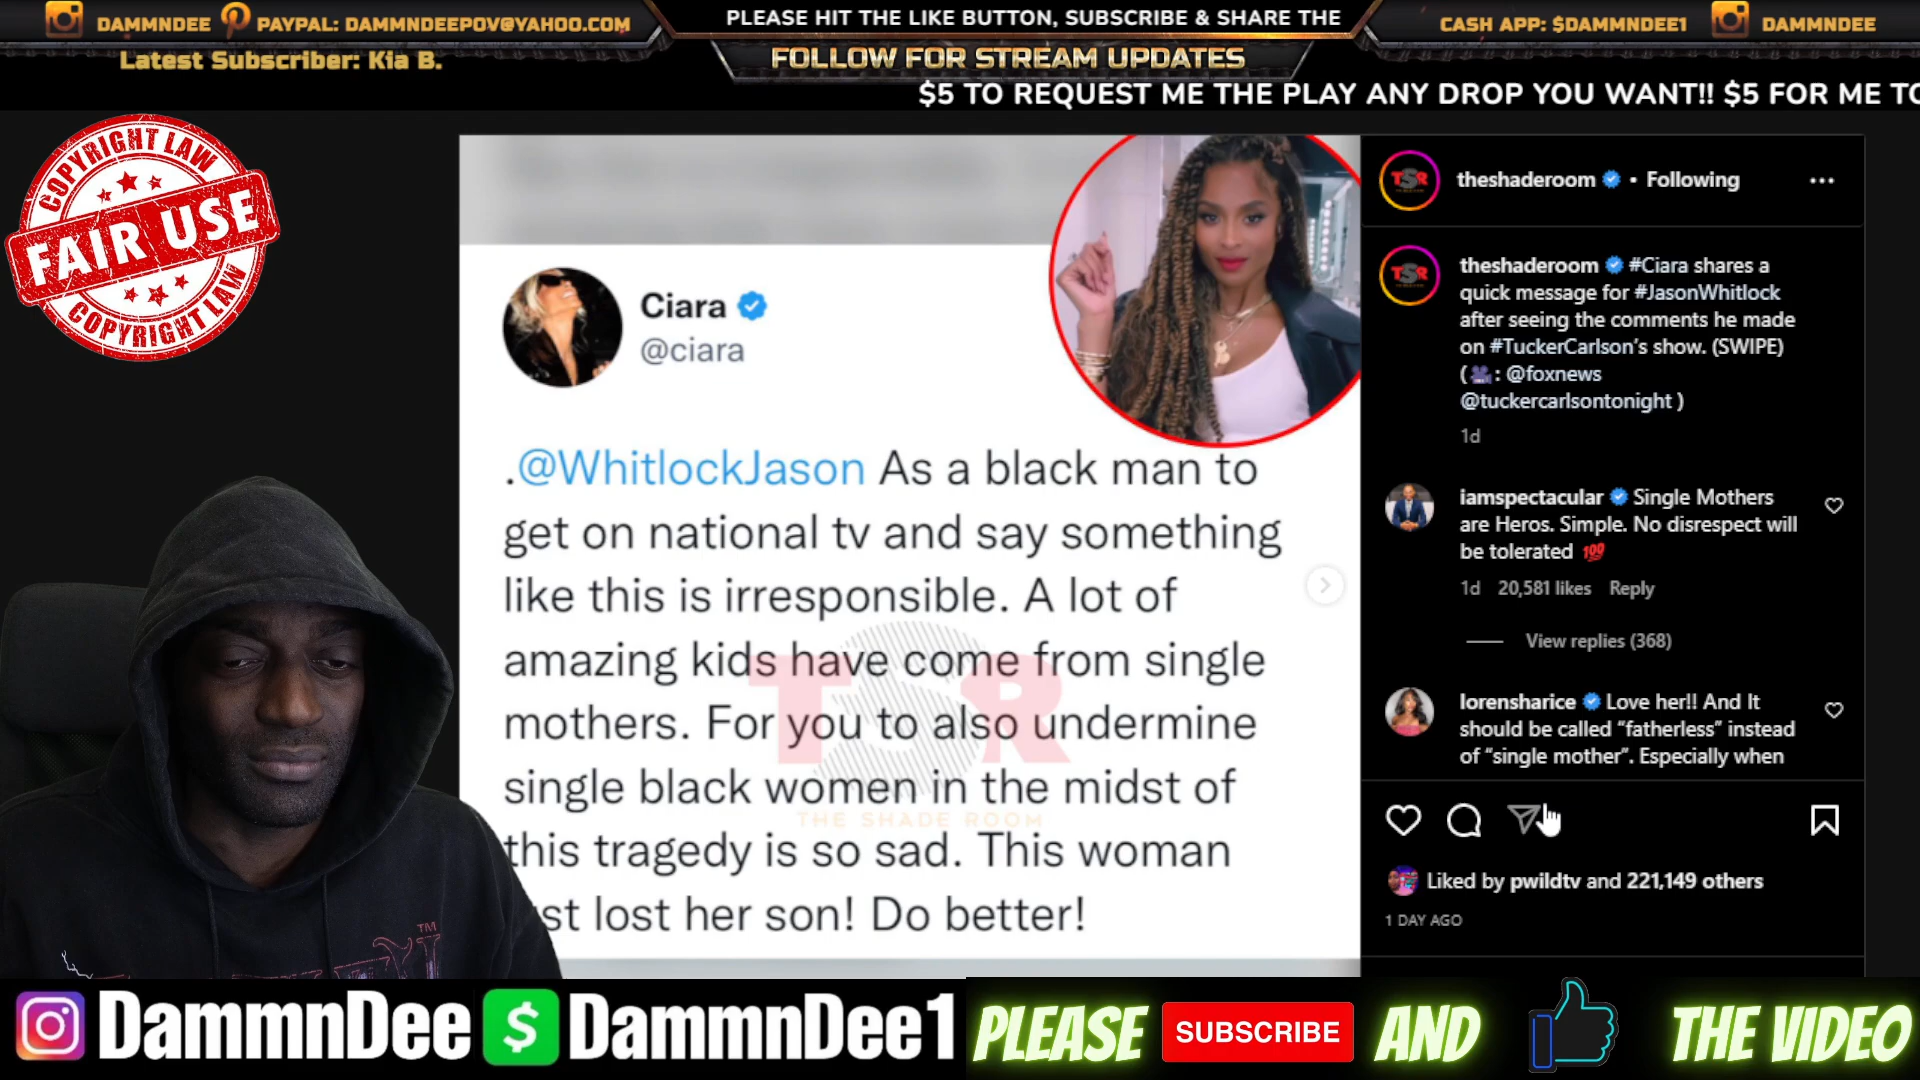 DAMMNDEE PAYPAL: DAMMNDEEPOV@YAHOO.COM
PLEASE HIT THE LIKE BUTTON, SUBSCRIBE & SHARE THE
CASH APP: $DAMMNDEE1 DAMMNDEE
Latest Subscriber: Kia B.
FOLLOW FOR STREAM UPDATES
$5 TO REQUEST ME THE PLAY ANY DROP YOU WANT!! $5 FOR ME TO
COPYRIGHT LAW
FAIR USE
COPYRIGHT LAW
Ciara
@ciara
.@WhitlockJason As a black man to
get on national tv and say something
like this is irresponsible. A lot of
amazing kids have come from single
mothers. For you to also undermine
single black women in the midst of
this tragedy is so sad. This woman
st lost her son! Do better!
TSR
THE SHADE ROOM
TSR
theshaderoom • Following
TSR
theshaderoom #Ciara shares a
quick message for #JasonWhitlock
after seeing the comments he made
on #TuckerCarlson's show. (SWIPE)
(🎥: @foxnews
@tuckercarlsontonight )
1d
iamspectacular Single Mothers
are Heros. Simple. No disrespect will
be tolerated 💯
1d 20,581 likes Reply
View replies (368)
lorensharice Love her!! And It
should be called “fatherless” instead
of “single mother”. Especially when
Liked by pwildtv and 221,149 others
1 DAY AGO
DammnDee $ DammnDee1 PLEASE SUBSCRIBE AND THE VIDEO